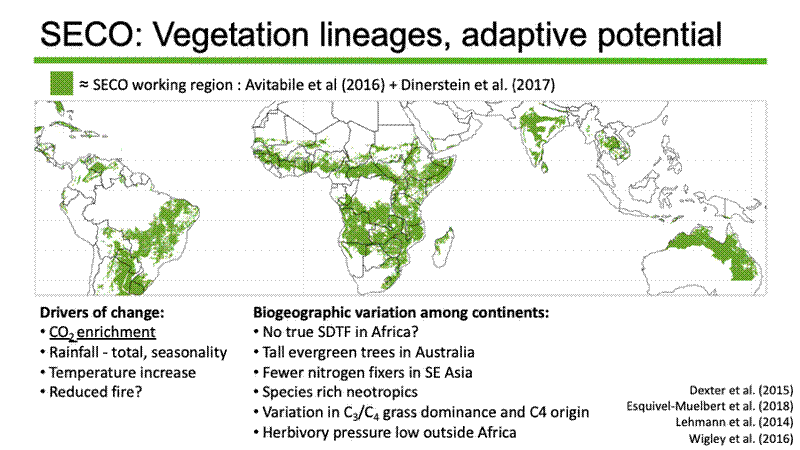 SECO: Vegetation lineages, adaptive potential
≈ SECO working region : Avitabile et al (2016) + Dinerstein et al. (2017)
Drivers of change:
• CO₂ enrichment
• Rainfall - total, seasonality
• Temperature increase
• Reduced fire?
Biogeographic variation among continents:
• No true SDTF in Africa?
• Tall evergreen trees in Australia
• Fewer nitrogen fixers in SE Asia
• Species rich neotropics
• Variation in C₃/C₄ grass dominance and C4 origin
• Herbivory pressure low outside Africa
Dexter et al. (2015)
Esquivel-Muelbert et al. (2018)
Lehmann et al. (2014)
Wigley et al. (2016)